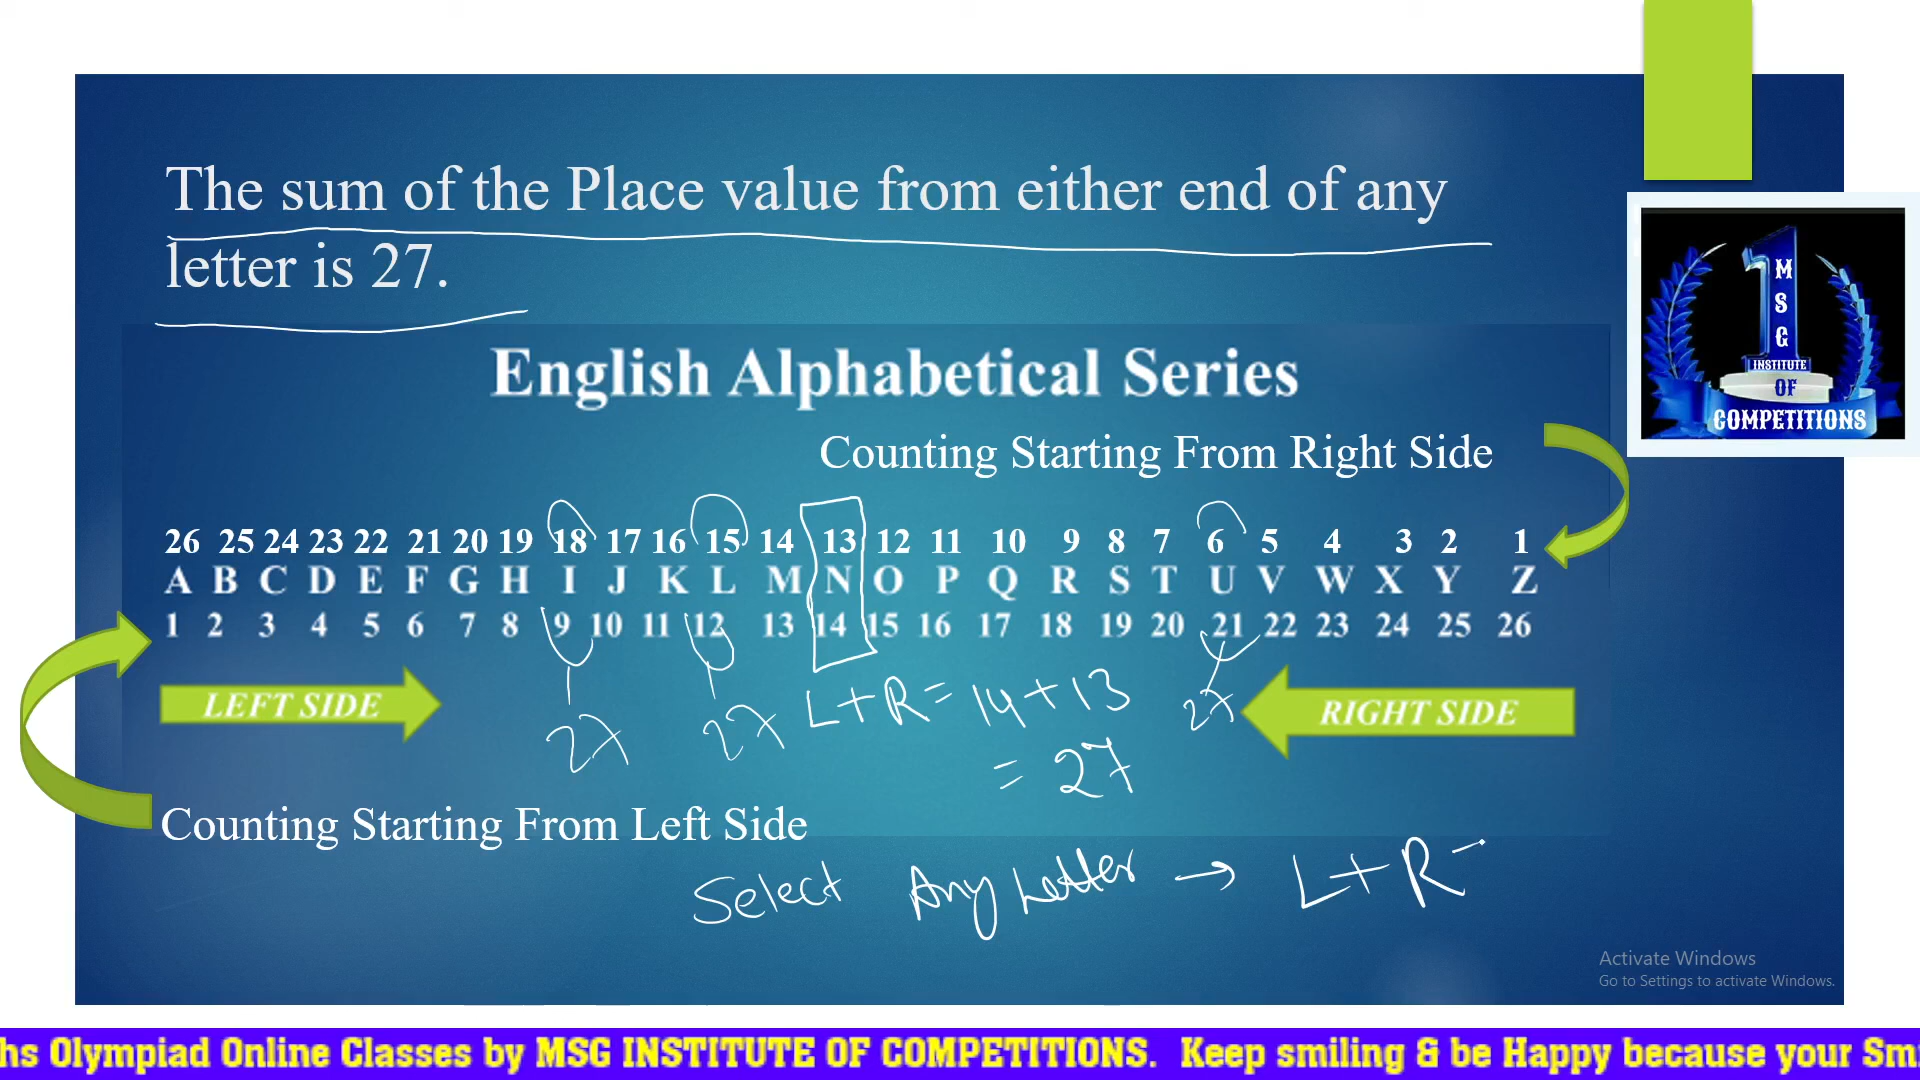 The sum of the Place value from either end of any
letter is 27.
M
S
G
INSTITUTE
OF
COMPETITIONS
English Alphabetical Series
Counting Starting From Right Side
26 25 24 23 22 21 20 19 18 17 16 15 14 13 12 11 10 9 8 7 6 5 4 3 2 1
A B C D E F G H I J K L M N O P Q R S T U V W X Y Z
1 2 3 4 5 6 7 8 9 10 11 12 13 14 15 16 17 18 19 20 21 22 23 24 25 26
LEFT SIDE
27 27 L+R = 14+13 27
RIGHT SIDE
= 27
Counting Starting From Left Side
Select Any Letter → L+R -
Activate Windows
Go to Settings to activate Windows.
hs Olympiad Online Classes by MSG INSTITUTE OF COMPETITIONS. Keep smiling & be Happy because your Smi